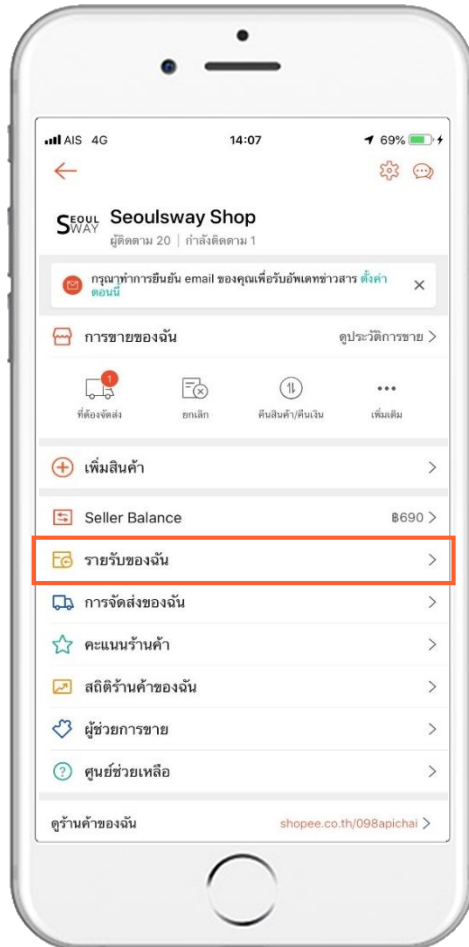 AIS 4G 14:07 69%
SEOUL
SWAY
Seoulsway Shop
ผู้ติดตาม 20 | กำลังติดตาม 1
กรุณาทำการยืนยัน email ของคุณเพื่อรับอัพเดทข่าวสาร ตั้งค่า
ตอนนี้
การขายของฉัน ดูประวัติการขาย >
1
ที่ต้องจัดส่ง ยกเลิก คืนสินค้า/คืนเงิน เพิ่มเติม
เพิ่มสินค้า >
Seller Balance ฿690 >
รายรับของฉัน >
การจัดส่งของฉัน >
คะแนนร้านค้า >
สถิติร้านค้าของฉัน >
ผู้ช่วยการขาย >
ศูนย์ช่วยเหลือ >
ดูร้านค้าของฉัน shopee.co.th/098apichai >